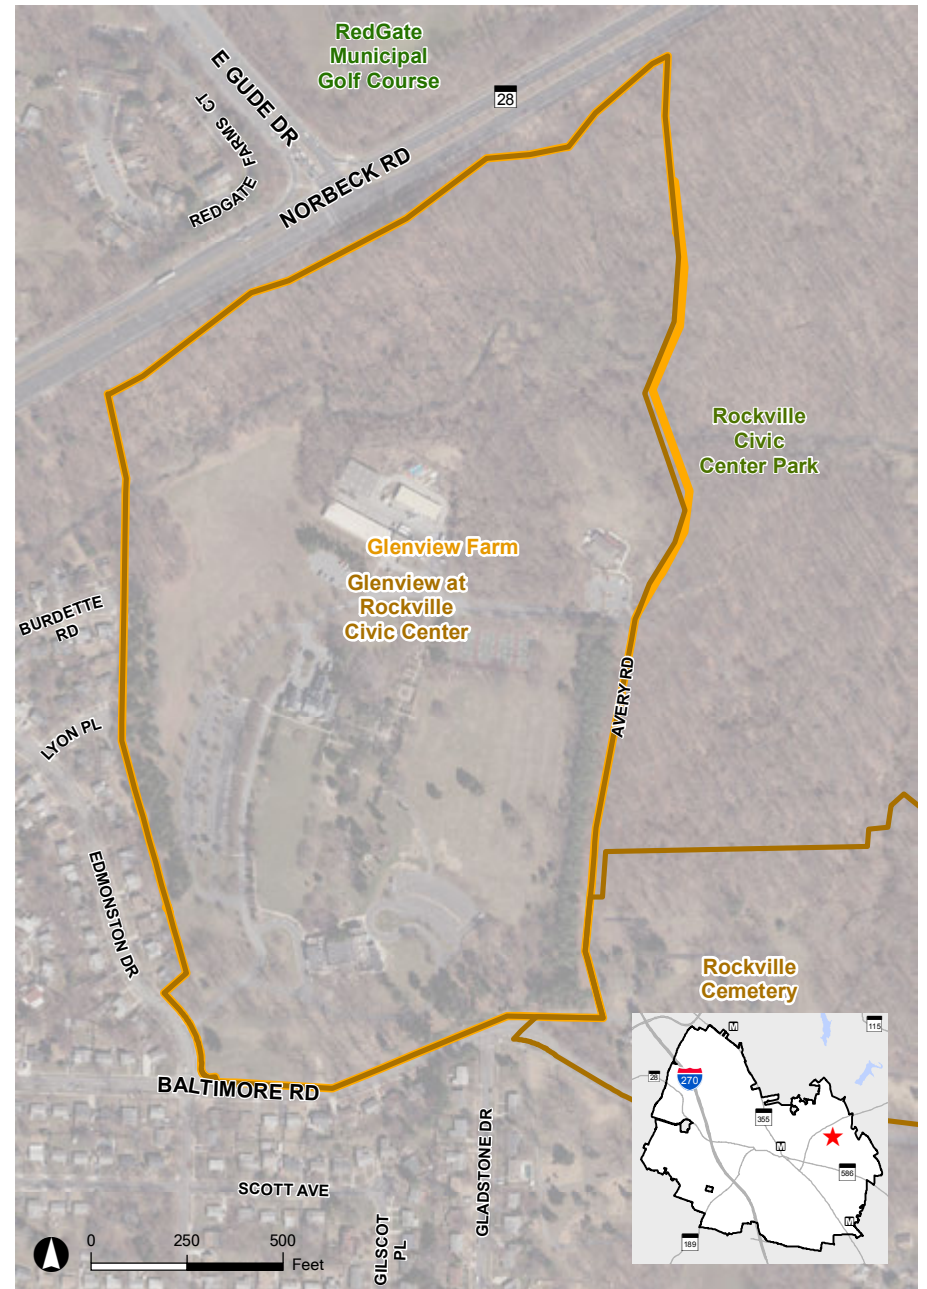 RedGate
Municipal
Golf Course
E GUDE DR
28
REDGATE FARMS CT
NORBECK RD
Rockville
Civic
Center Park
Glenview Farm
Glenview at
Rockville
Civic Center
BURDETTE
RD
AVERY RD
LYON PL
EDMONSTON DR
Rockville
Cemetery
BALTIMORE RD
GLADSTONE DR
SCOTT AVE
GILSCOT
PL
0 250 500
Feet
M
115
28
270
355
M
586
M
189